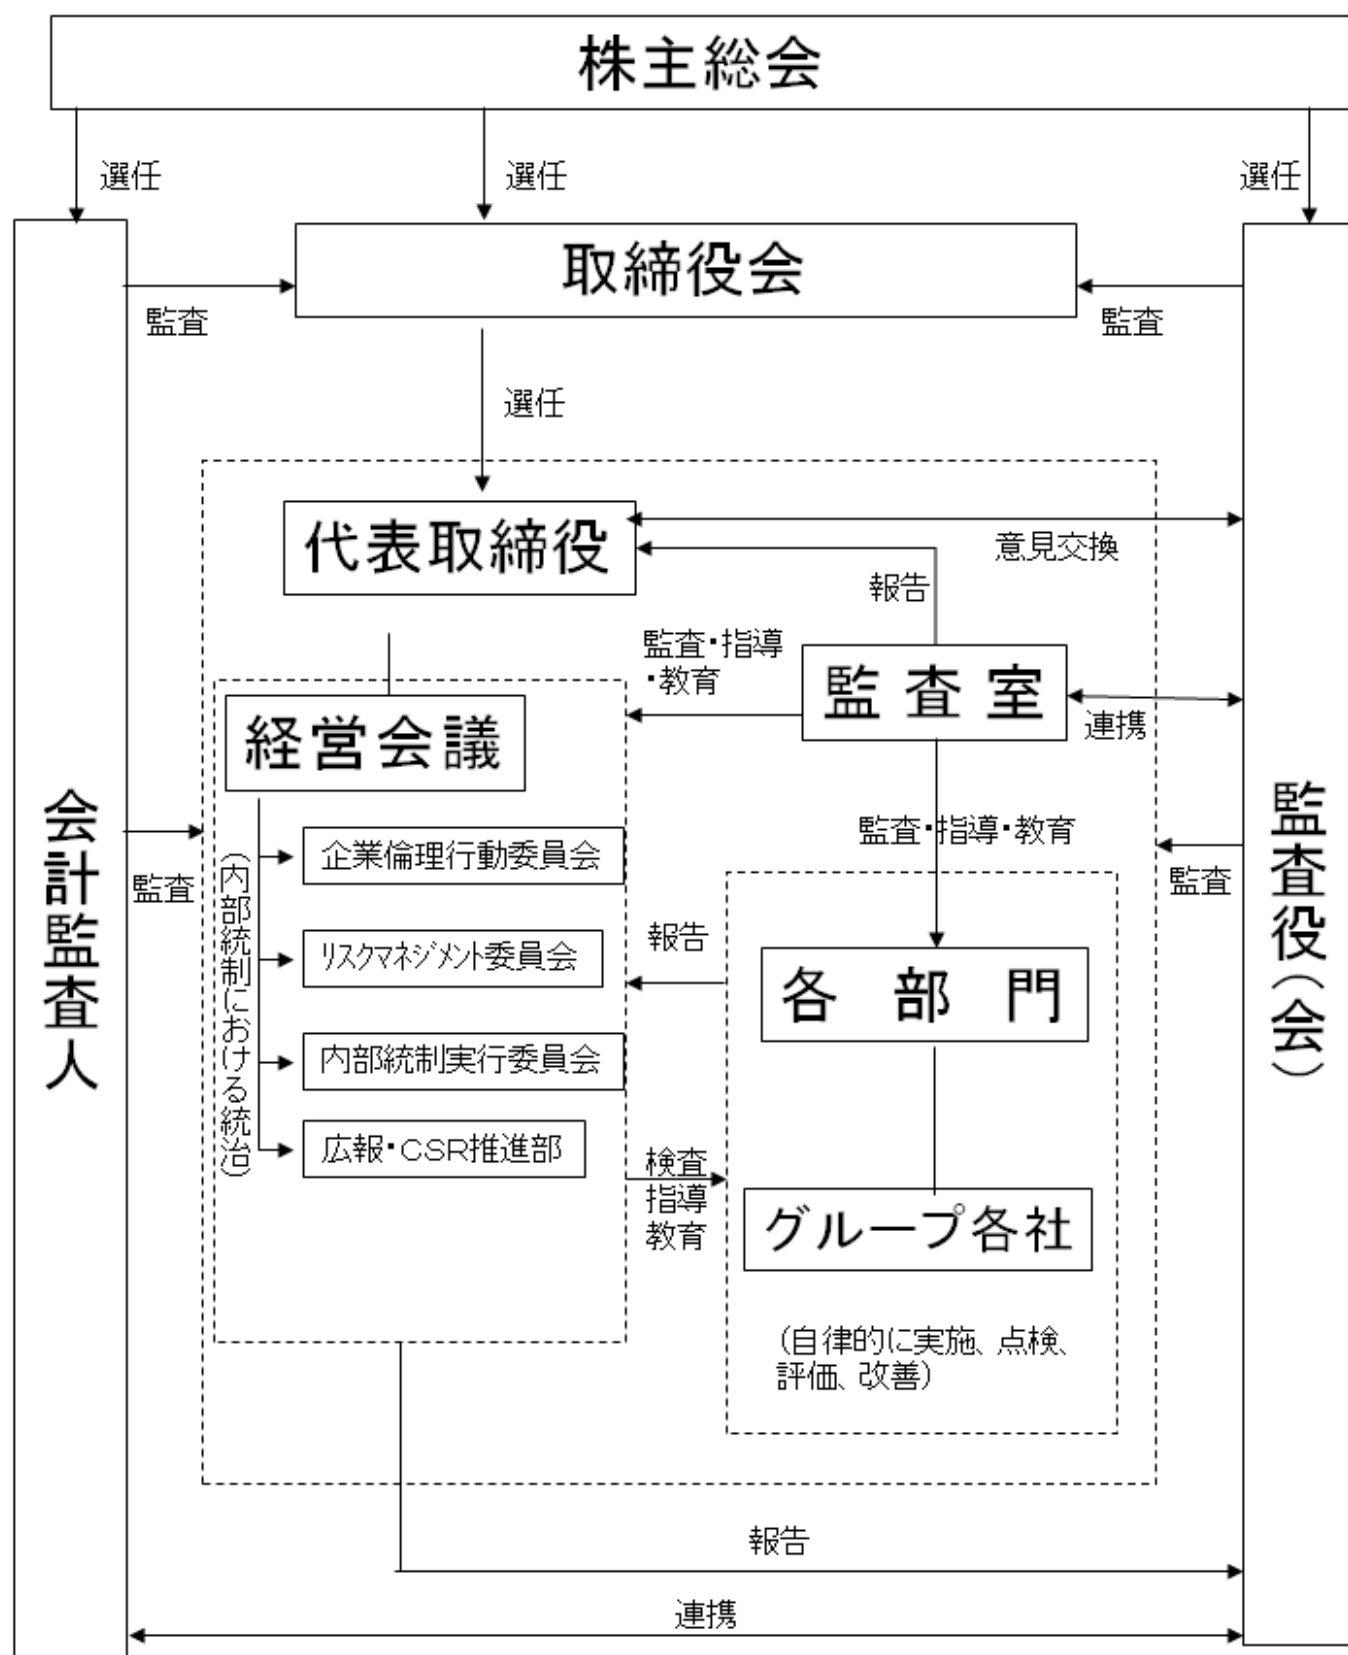 株主総会
選任
選任
選任
取締役会
監査
監査
選任
代表取締役
意見交換
報告
監査・指導
・教育
監査室
連携
経営会議
監査・指導・教育
会計監査人
監査役(会)
監査
監査
(内部統制における統治)
企業倫理行動委員会
リスクマネジメント委員会
内部統制実行委員会
広報・CSR推進部
報告
各部門
検査
指導
教育
グループ各社
(自律的に実施、点検、
評価、改善)
報告
連携